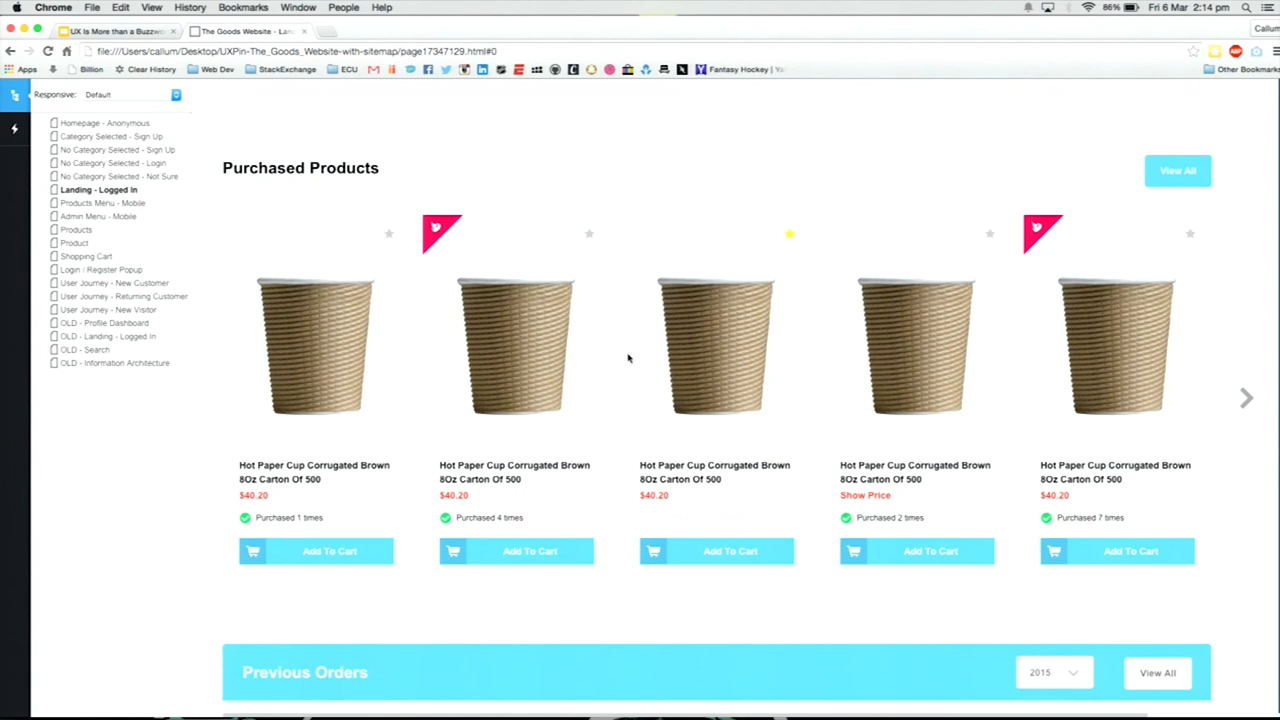 Chrome File Edit View History Bookmarks Window People Help
86% Fri 6 Mar 2:14 pm
UX Is More than a Buzzwo
The Goods Website - Lan
Callum
file:///Users/callum/Desktop/UXPin-The_Goods_Website-with-sitemap/page17347129.html#0
Apps Billion Clear History Web Dev StackExchange ECU Fantasy Hockey | Y
Other Bookmarks
Responsive: Default
Homepage - Anonymous
Category Selected - Sign Up
No Category Selected - Sign Up
No Category Selected - Login
No Category Selected - Not Sure
Landing - Logged In
Products Menu - Mobile
Admin Menu - Mobile
Products
Product
Shopping Cart
Login / Register Popup
User Journey - New Customer
User Journey - Returning Customer
User Journey - New Visitor
OLD - Profile Dashboard
OLD - Landing - Logged In
OLD - Search
OLD - Information Architecture
Purchased Products
View All
Hot Paper Cup Corrugated Brown
8Oz Carton Of 500
$40.20
Purchased 1 times
Add To Cart
Hot Paper Cup Corrugated Brown
8Oz Carton Of 500
$40.20
Purchased 4 times
Add To Cart
Hot Paper Cup Corrugated Brown
8Oz Carton Of 500
$40.20
Add To Cart
Hot Paper Cup Corrugated Brown
8Oz Carton Of 500
Show Price
Purchased 2 times
Add To Cart
Hot Paper Cup Corrugated Brown
8Oz Carton Of 500
$40.20
Purchased 7 times
Add To Cart
Previous Orders
2015
View All